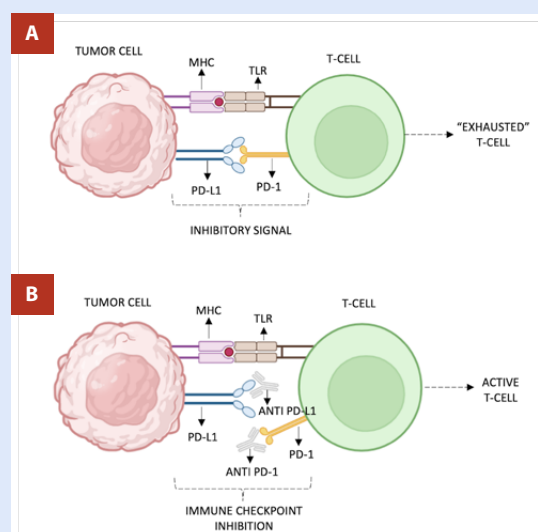 A
TUMOR CELL
MHC
TLR
T-CELL
"EXHAUSTED"
T-CELL
PD-L1
PD-1
INHIBITORY SIGNAL
B
TUMOR CELL
MHC
TLR
T-CELL
ANTI PD-L1
ACTIVE
T-CELL
PD-L1
PD-1
ANTI PD-1
IMMUNE CHECKPOINT
INHIBITION